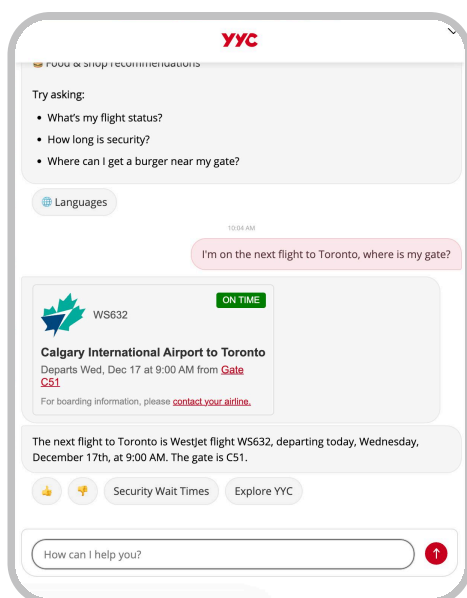 YYC
Food & shop recommendations
Try asking:
• What's my flight status?
• How long is security?
• Where can I get a burger near my gate?
Languages
10:04 AM
I'm on the next flight to Toronto, where is my gate?
ON TIME
WS632
Calgary International Airport to Toronto
Departs Wed, Dec 17 at 9:00 AM from Gate
C51
For boarding information, please contact your airline.
The next flight to Toronto is WestJet flight WS632, departing today, Wednesday,
December 17th, at 9:00 AM. The gate is C51.
Security Wait Times
Explore YYC
How can I help you?